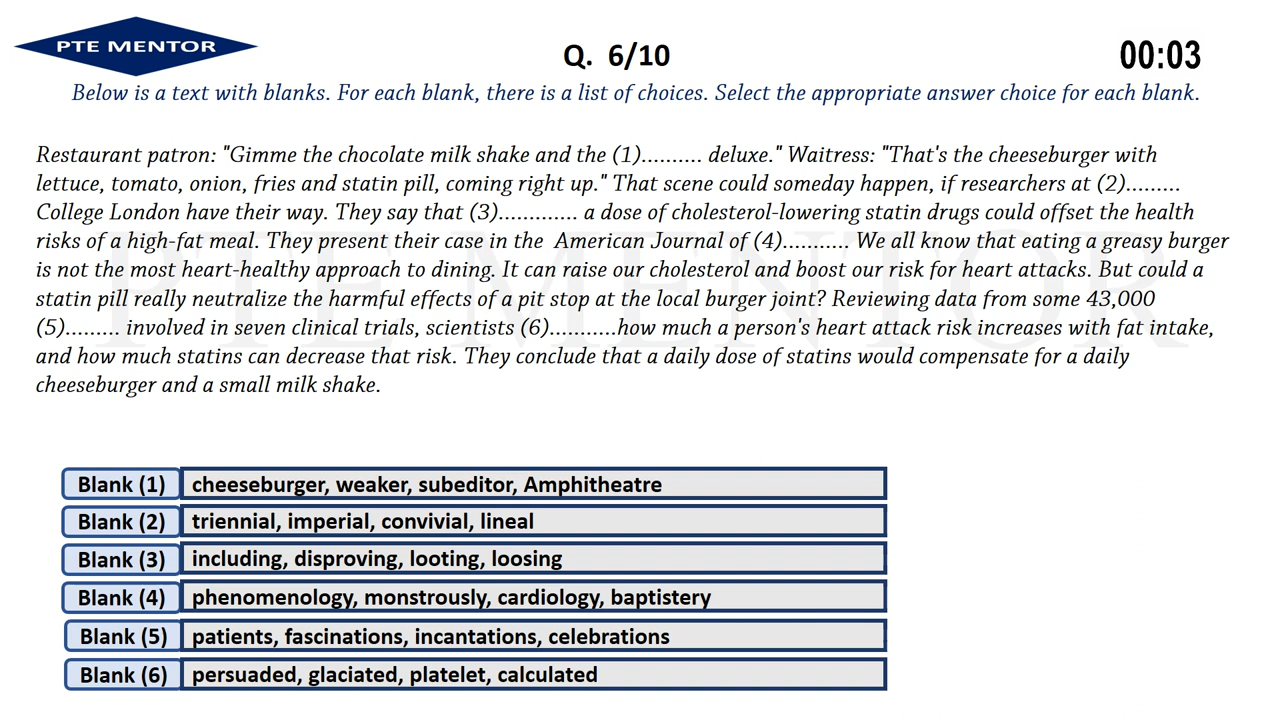 PTE MENTOR
Q. 6/10
00:03
Below is a text with blanks. For each blank, there is a list of choices. Select the appropriate answer choice for each blank.
Restaurant patron: "Gimme the chocolate milk shake and the (1).......... deluxe." Waitress: "That's the cheeseburger with
lettuce, tomato, onion, fries and statin pill, coming right up." That scene could someday happen, if researchers at (2).........
College London have their way. They say that (3)............. a dose of cholesterol-lowering statin drugs could offset the health
risks of a high-fat meal. They present their case in the American Journal of (4)........... We all know that eating a greasy burger
is not the most heart-healthy approach to dining. It can raise our cholesterol and boost our risk for heart attacks. But could a
statin pill really neutralize the harmful effects of a pit stop at the local burger joint? Reviewing data from some 43,000
(5)......... involved in seven clinical trials, scientists (6)...........how much a person's heart attack risk increases with fat intake,
and how much statins can decrease that risk. They conclude that a daily dose of statins would compensate for a daily
cheeseburger and a small milk shake.
PTE MENTOR
Blank (1) cheeseburger, weaker, subeditor, Amphitheatre
Blank (2) triennial, imperial, convivial, lineal
Blank (3) including, disproving, looting, loosing
Blank (4) phenomenology, monstrously, cardiology, baptistery
Blank (5) patients, fascinations, incantations, celebrations
Blank (6) persuaded, glaciated, platelet, calculated